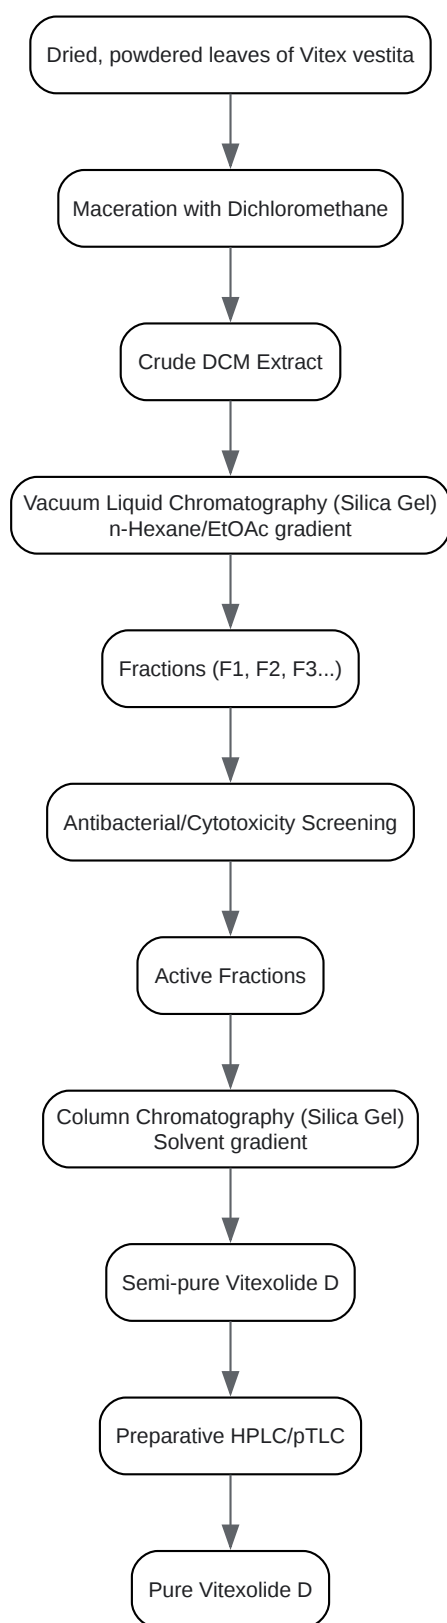 Dried, powdered leaves of Vitex vestita
Maceration with Dichloromethane
Crude DCM Extract
Vacuum Liquid Chromatography (Silica Gel)
n-Hexane/EtOAc gradient
Fractions (F1, F2, F3...)
Antibacterial/Cytotoxicity Screening
Active Fractions
Column Chromatography (Silica Gel)
Solvent gradient
Semi-pure Vitexolide D
Preparative HPLC/pTLC
Pure Vitexolide D